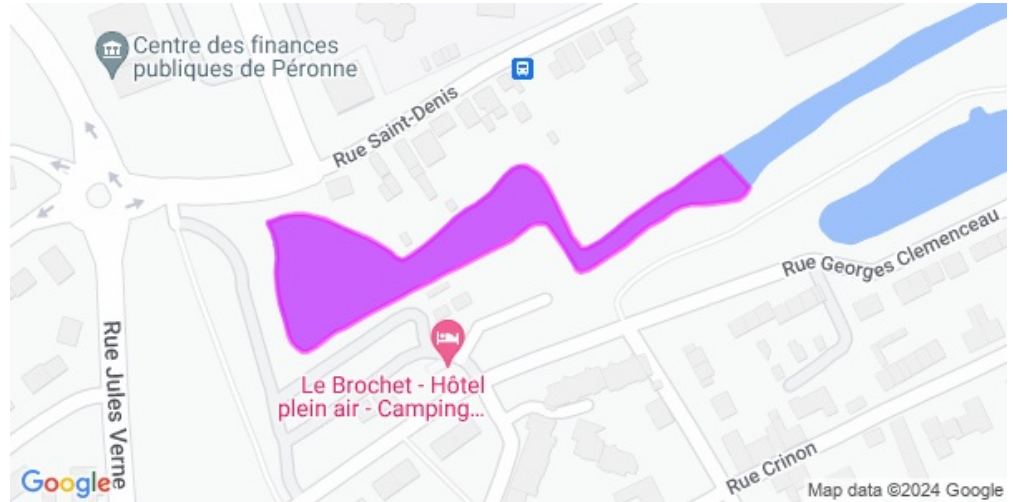 Centre des finances
publiques de Péronne
Rue Saint-Denis
Rue Georges Clemenceau
Rue Jules Verne
Le Brochet - Hôtel
plein air - Camping...
Rue Crinon
Google
Map data ©2024 Google